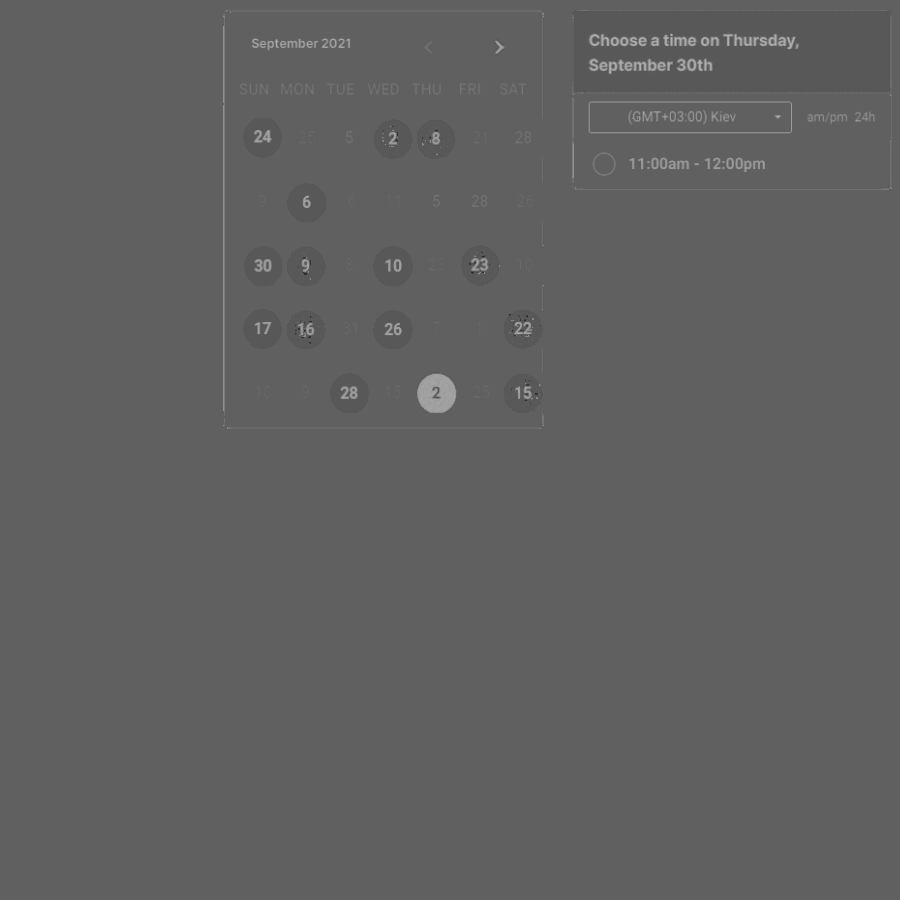 September 2021
SUN MON TUE WED THU FRI SAT
24 25 5 2 8 21 28
9 6 6 11 5 28 26
30 9 8 10 23 23 10
17 16 31 26 7 1 22
10 9 28 15 2 25 15
Choose a time on Thursday,
September 30th
(GMT+03:00) Kiev am/pm 24h
11:00am - 12:00pm